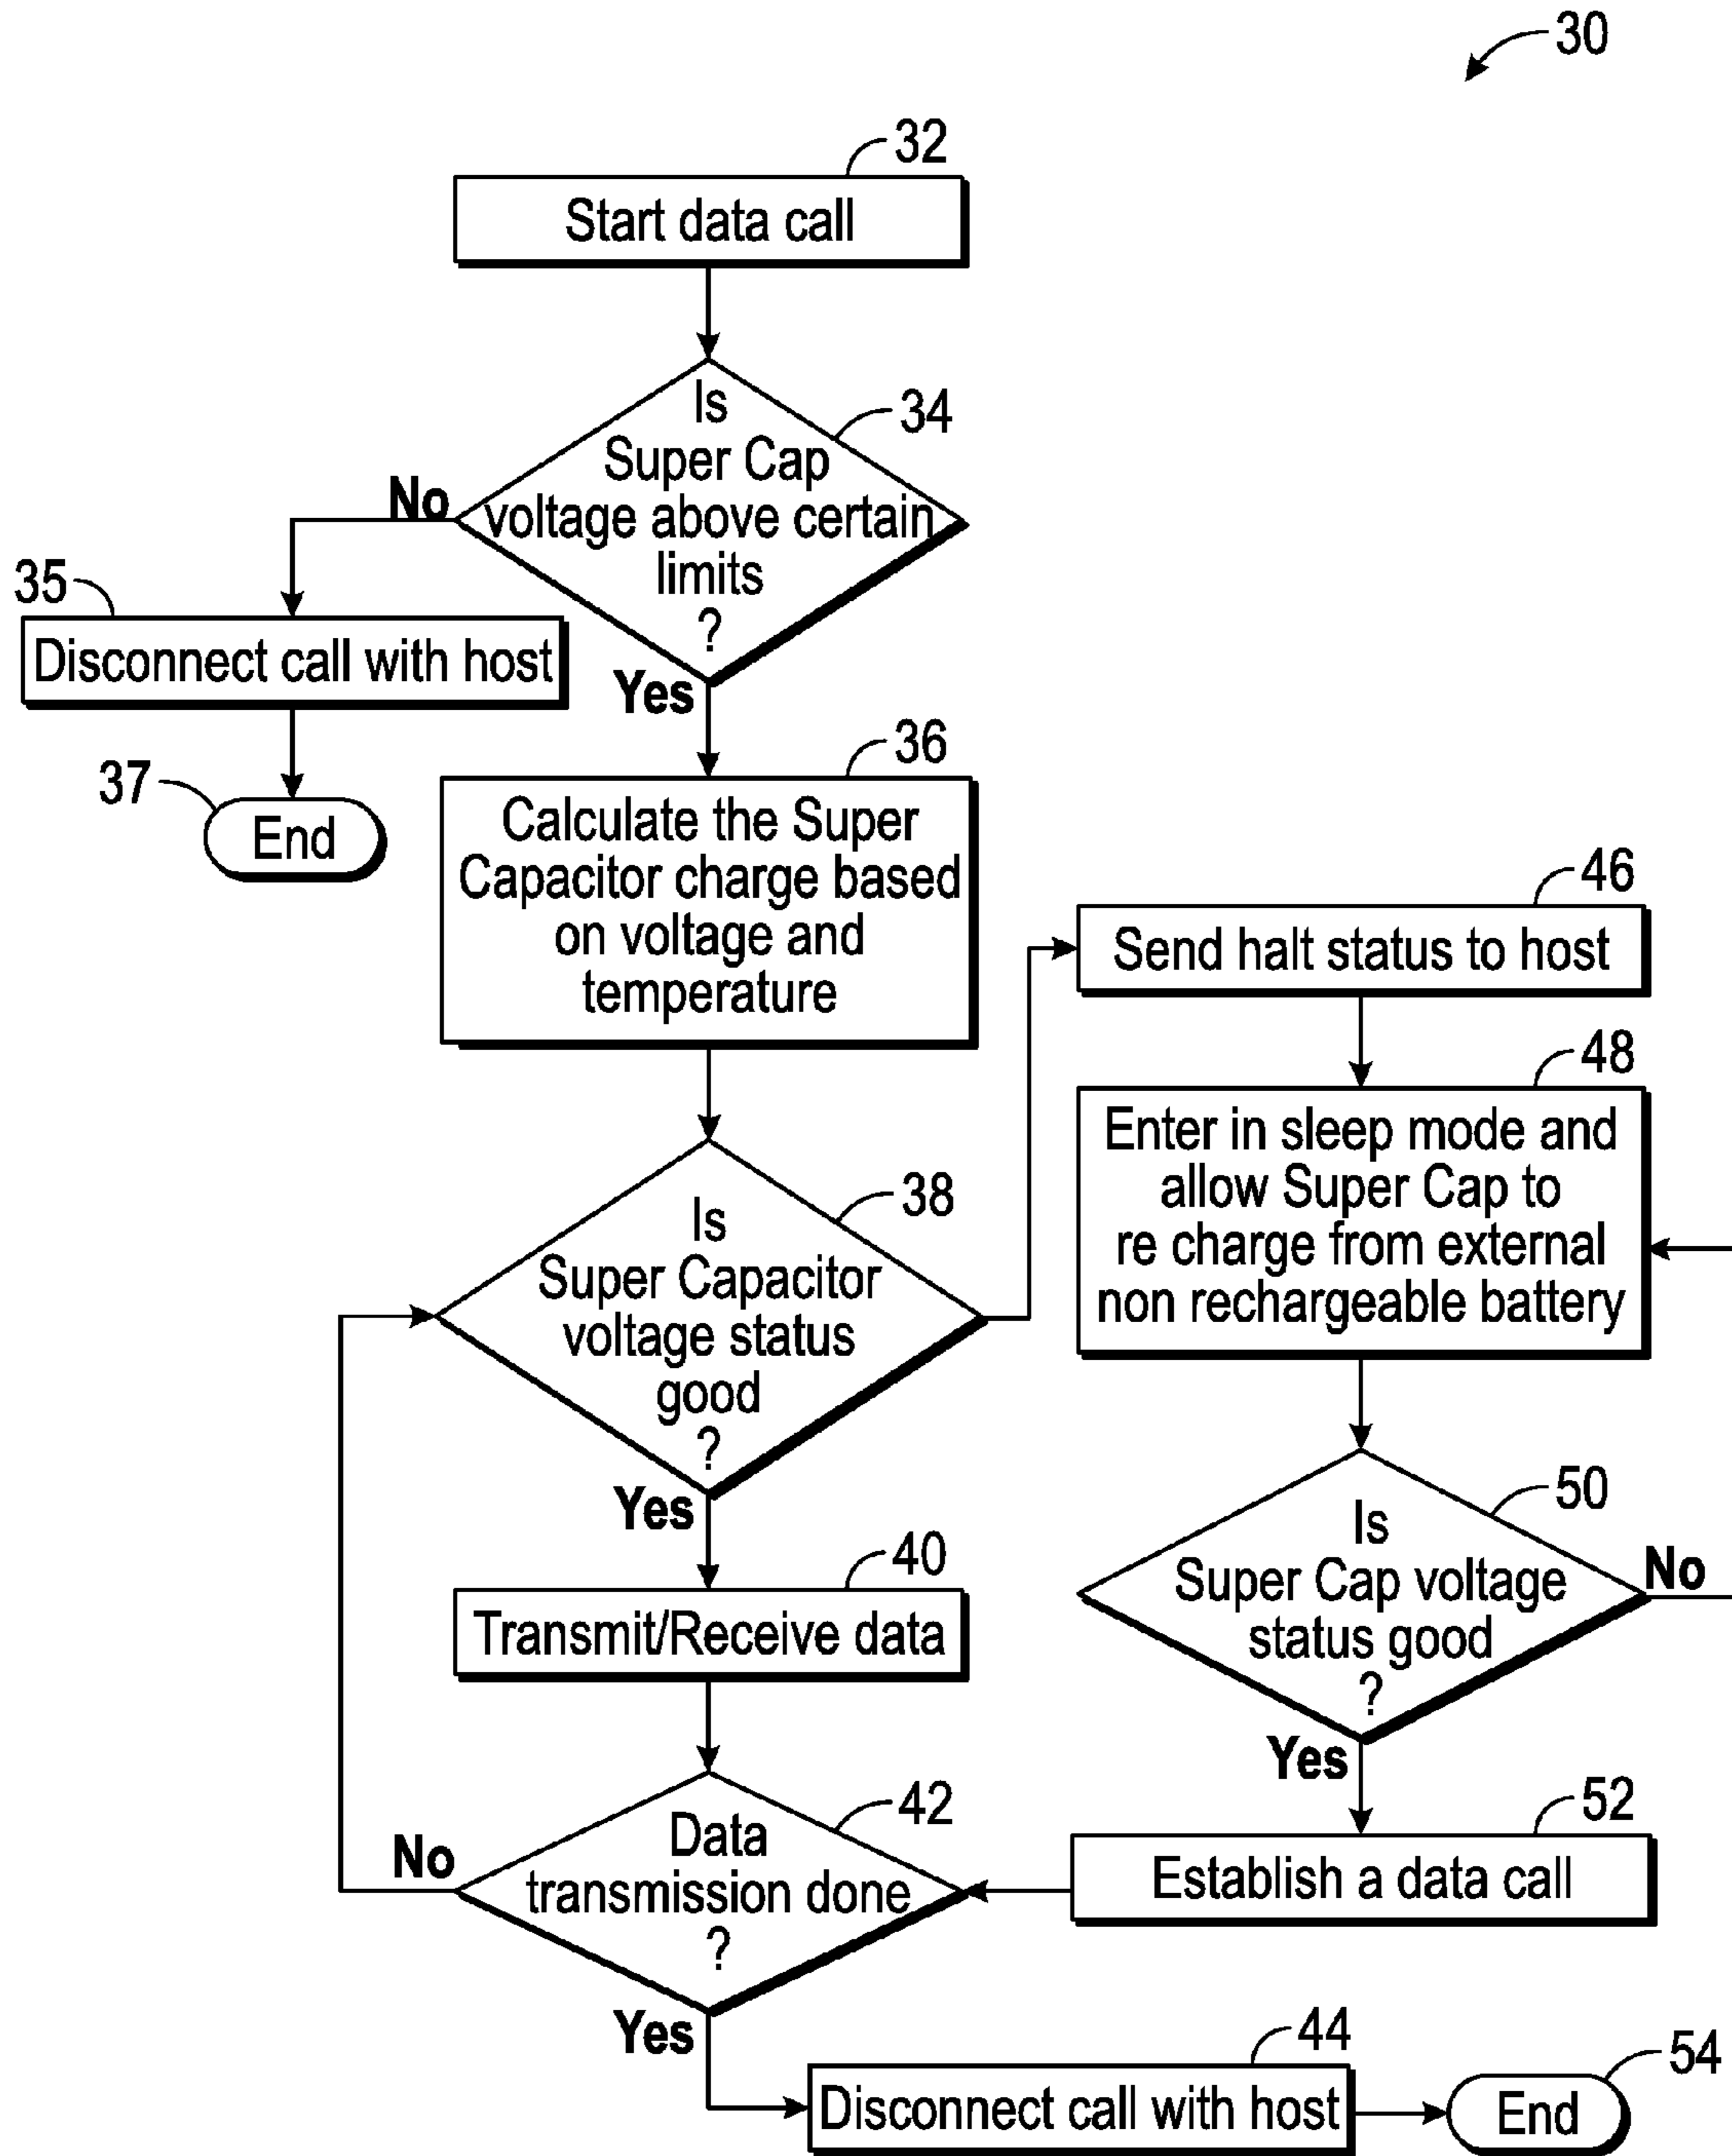 30
32
Start data call
34
Is
Super Cap
voltage above certain
limits
?
No
Yes
35
Disconnect call with host
37
End
36
Calculate the Super
Capacitor charge based
on voltage and
temperature
38
Is
Super Capacitor
voltage status
good
?
Yes
40
Transmit/Receive data
42
Data
transmission done
?
No
Yes
44
Disconnect call with host
54
End
46
Send halt status to host
48
Enter in sleep mode and
allow Super Cap to
re charge from external
non rechargeable battery
50
Is
Super Cap voltage
status good
?
No
Yes
52
Establish a data call